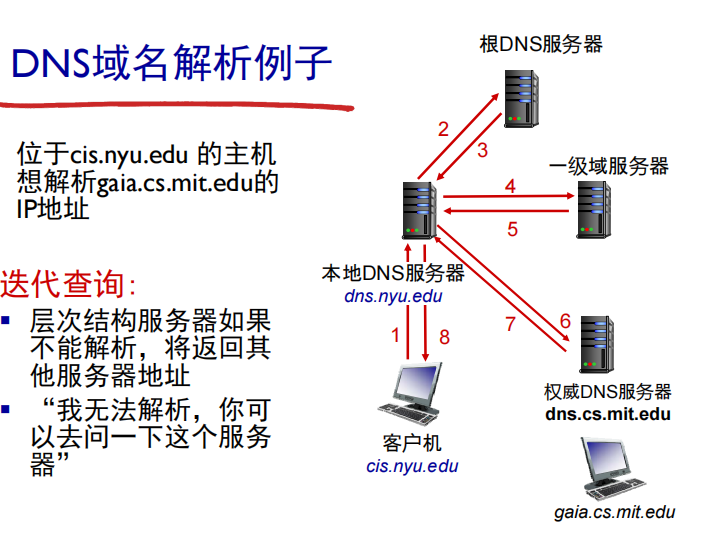 DNS域名解析例子
位于cis.nyu.edu 的主机
想解析gaia.cs.mit.edu的
IP地址
迭代查询:
▪ 层次结构服务器如果
不能解析，将返回其
他服务器地址
▪ “我无法解析，你可
以去问一下这个服务
器”
根DNS服务器
2
3
一级域服务器
4
5
本地DNS服务器
dns.nyu.edu
1
8
7
6
权威DNS服务器
dns.cs.mit.edu
客户机
cis.nyu.edu
gaia.cs.mit.edu